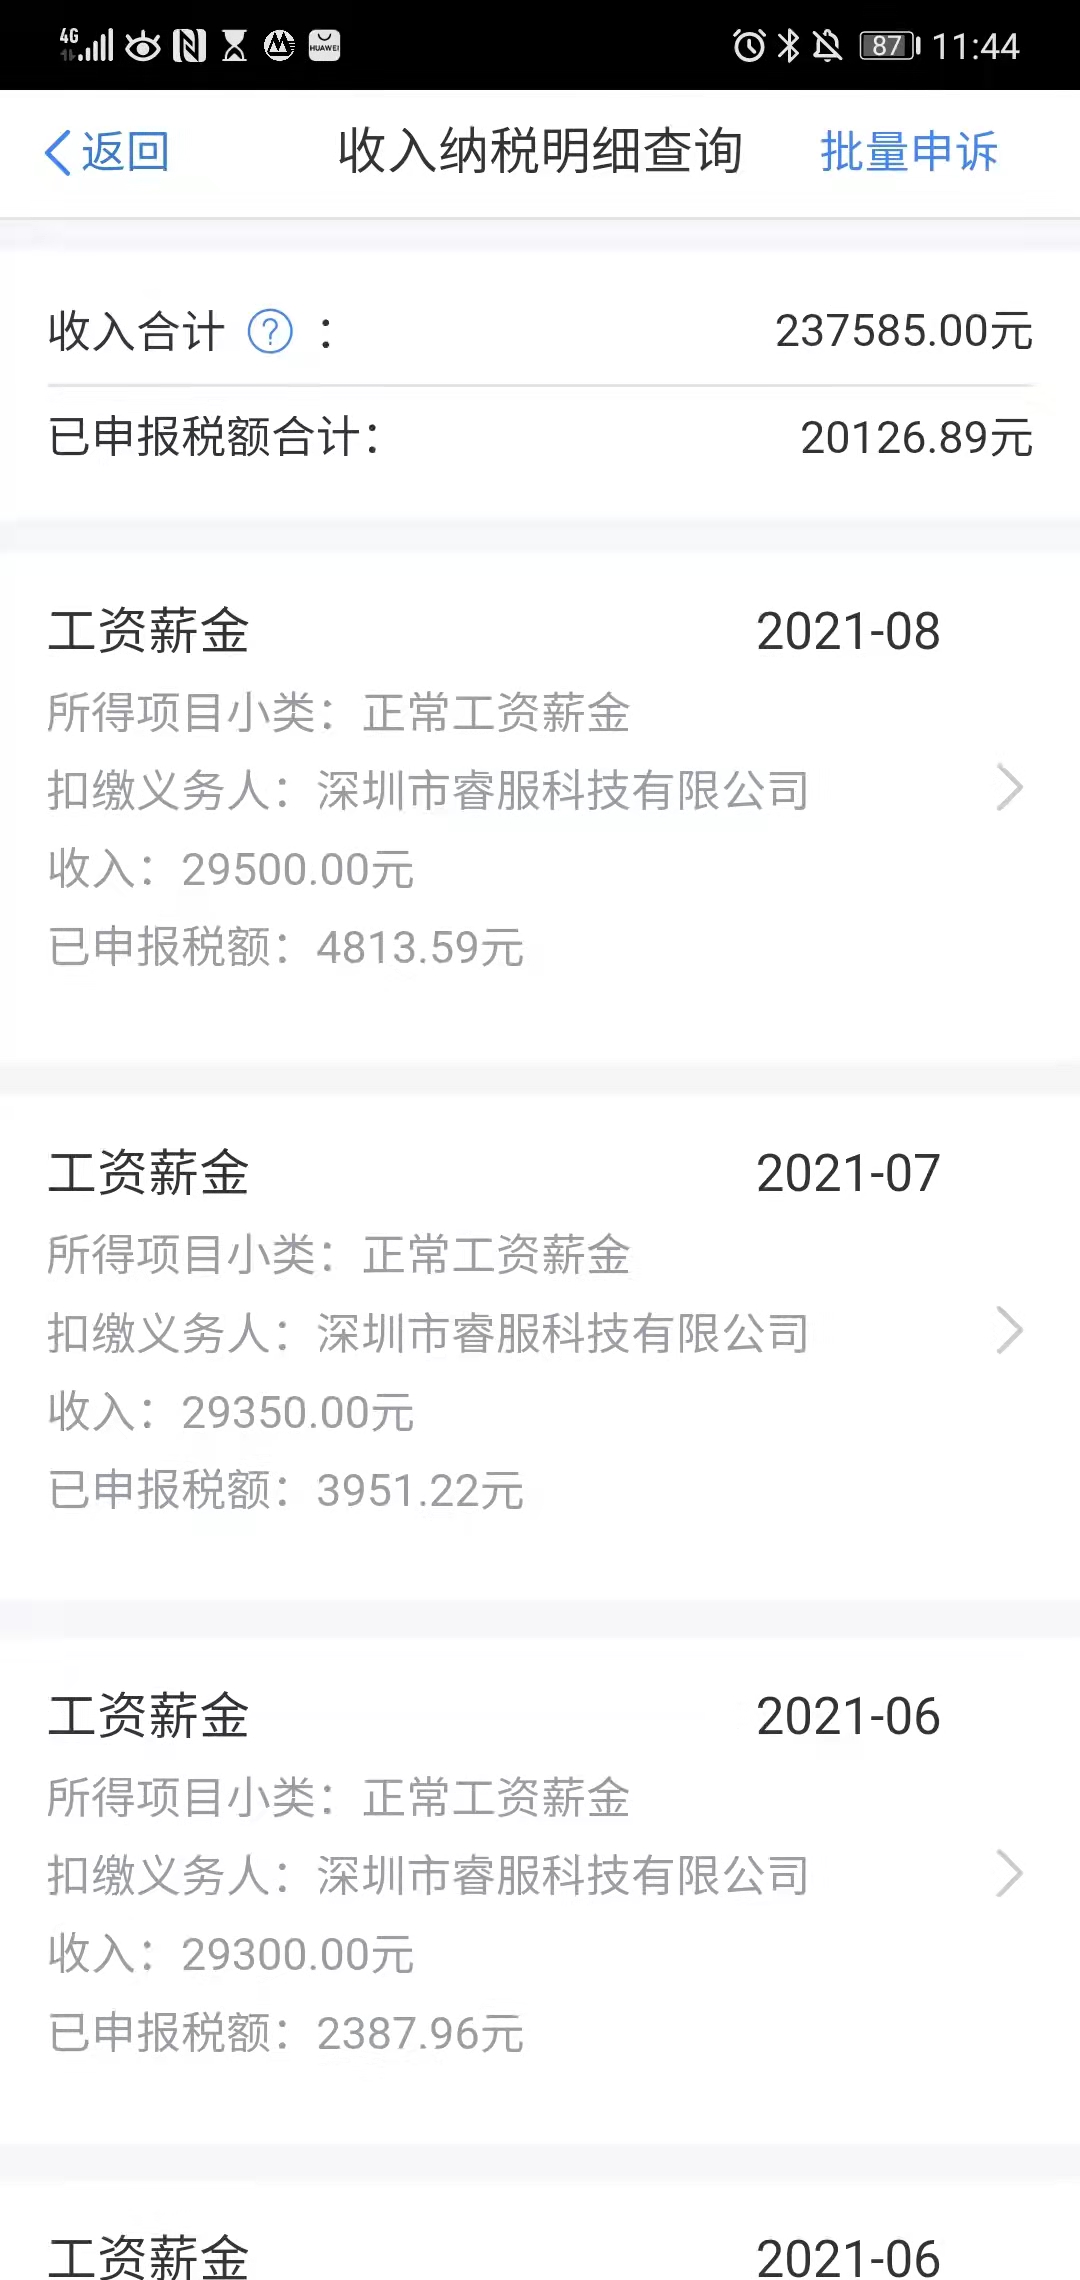 4G HUAWEI 87 11:44
返回 收入纳税明细查询 批量申诉
收入合计 ? ： 237585.00元
已申报税额合计： 20126.89元
工资薪金 2021-08
所得项目小类：正常工资薪金
扣缴义务人：深圳市睿服科技有限公司
收入：29500.00元
已申报税额：4813.59元
工资薪金 2021-07
所得项目小类：正常工资薪金
扣缴义务人：深圳市睿服科技有限公司
收入：29350.00元
已申报税额：3951.22元
工资薪金 2021-06
所得项目小类：正常工资薪金
扣缴义务人：深圳市睿服科技有限公司
收入：29300.00元
已申报税额：2387.96元
工资薪金 2021-06